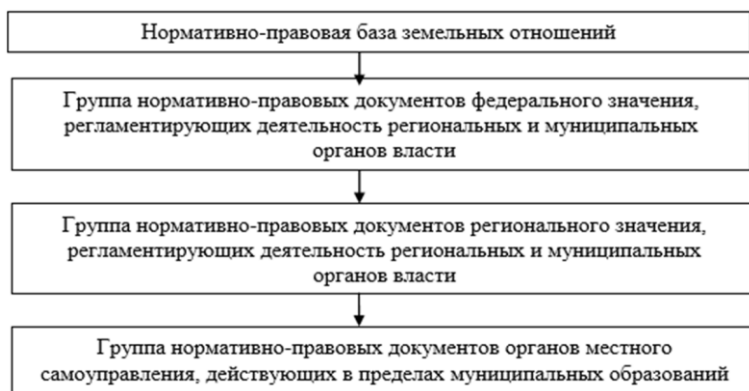 Нормативно-правовая база земельных отношений
Группа нормативно-правовых документов федерального значения,
регламентирующих деятельность региональных и муниципальных
органов власти
Группа нормативно-правовых документов регионального значения,
регламентирующих деятельность региональных и муниципальных
органов власти
Группа нормативно-правовых документов органов местного
самоуправления, действующих в пределах муниципальных образований